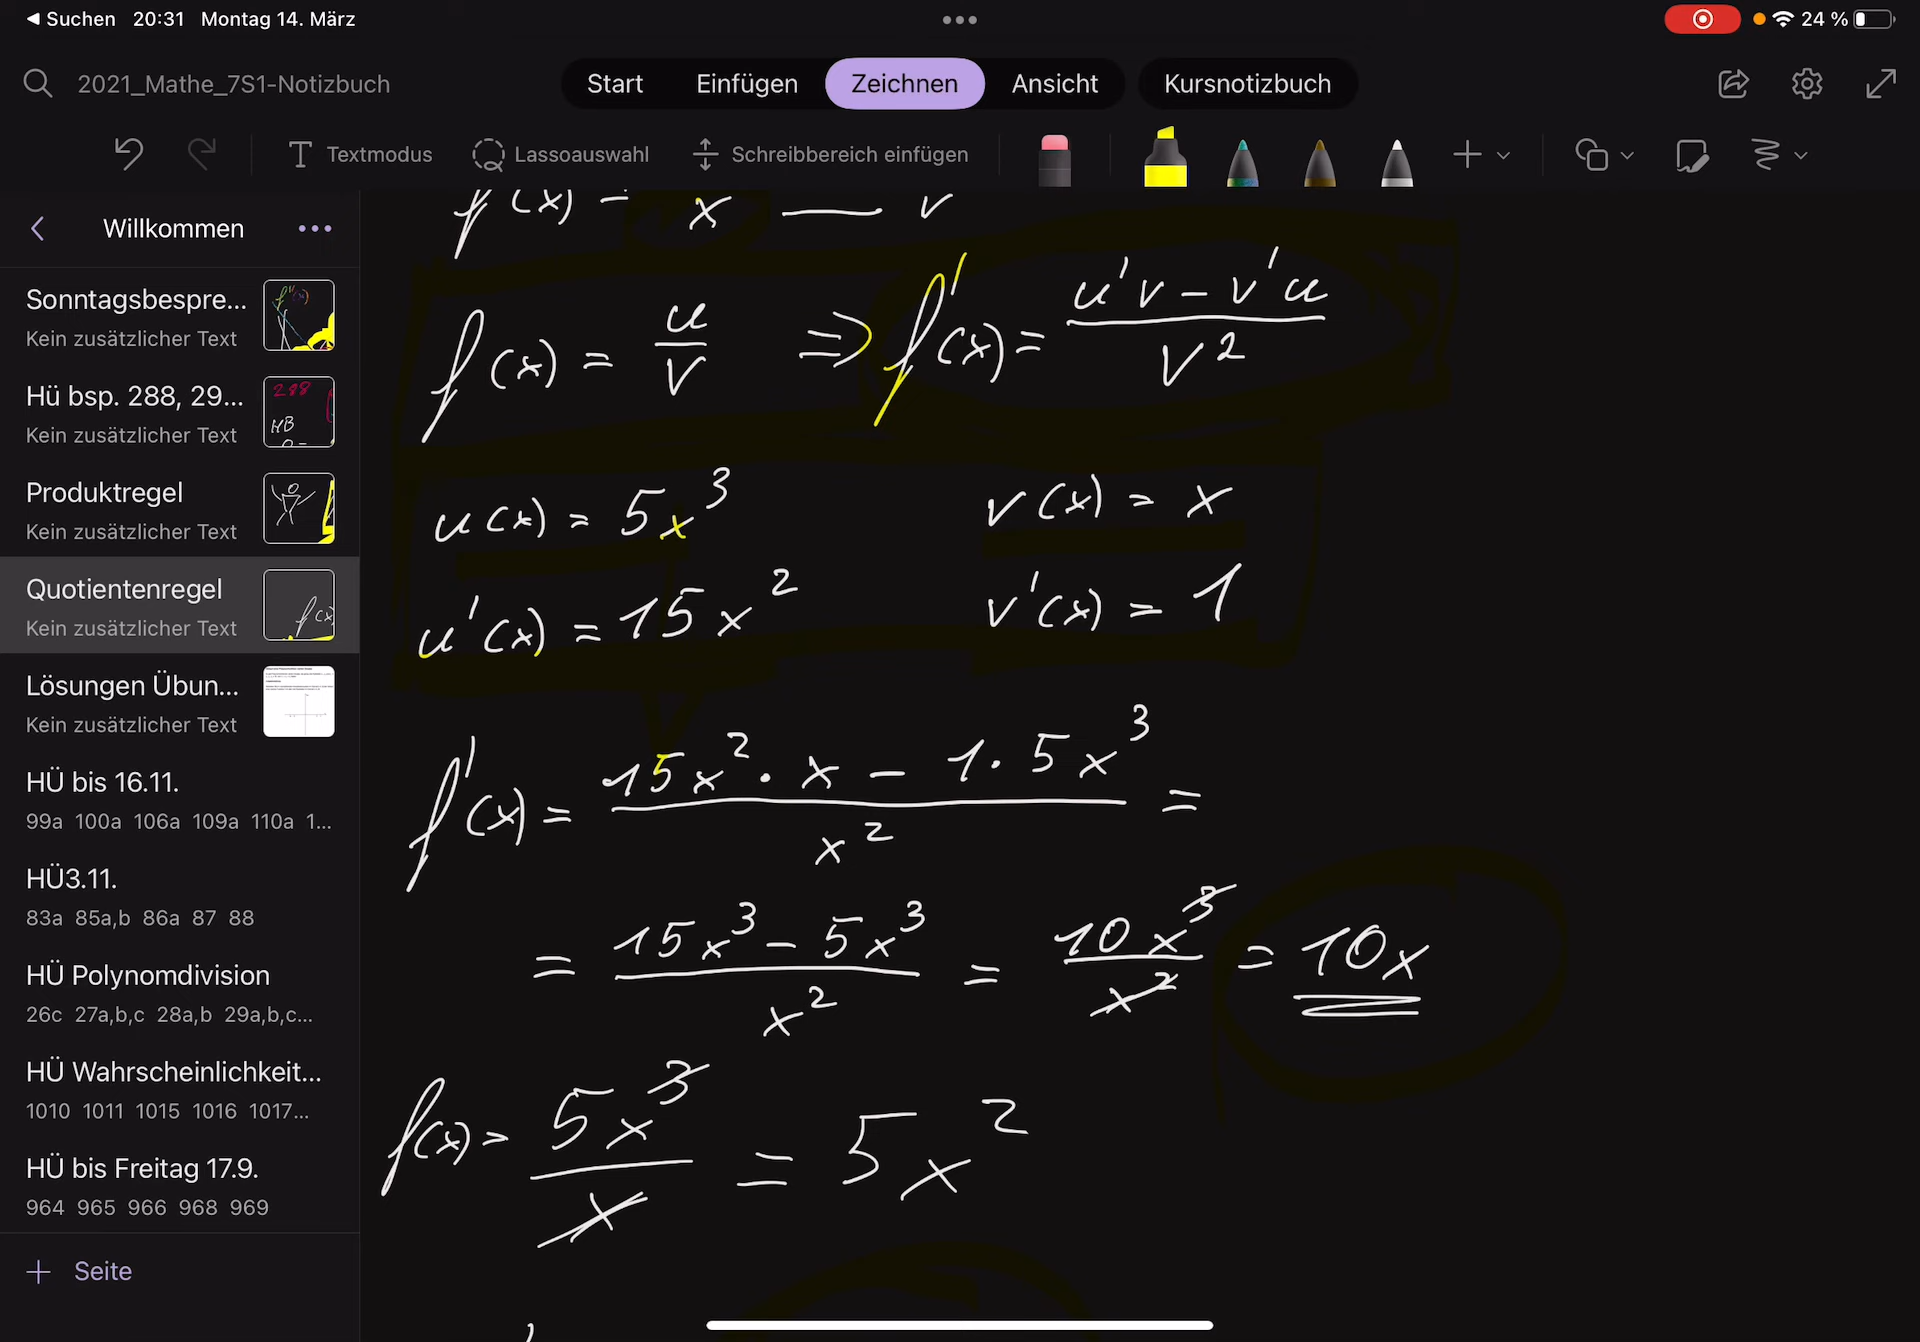 Suchen 20:31 Montag 14. März
24 %
2021_Mathe_7S1-Notizbuch
Start Einfügen Zeichnen Ansicht Kursnotizbuch
Textmodus Lassoauswahl Schreibbereich einfügen
Willkommen
Sonntagsbespre...
Kein zusätzlicher Text
Hü bsp. 288, 29...
Kein zusätzlicher Text
288
HB
Produktregel
Kein zusätzlicher Text
Quotientenregel
Kein zusätzlicher Text
f(x)
Lösungen Übun...
Kein zusätzlicher Text
HÜ bis 16.11.
99a 100a 106a 109a 110a 1...
HÜ3.11.
83a 85a,b 86a 87 88
HÜ Polynomdivision
26c 27a,b,c 28a,b 29a,b,c...
HÜ Wahrscheinlichkeit...
1010 1011 1015 1016 1017...
HÜ bis Freitag 17.9.
964 965 966 968 969
+ Seite
f(x) = x — v
f(x) = u/v ⇒ f'(x) = (u'v - v'u)/v²
u(x) = 5x³ v(x) = x
u'(x) = 15x² v'(x) = 1
f'(x) = (15x² · x - 1 · 5x³)/x² =
= (15x³ - 5x³)/x² = 10x³/x² = 10x
f(x) = 5x³/x = 5x²